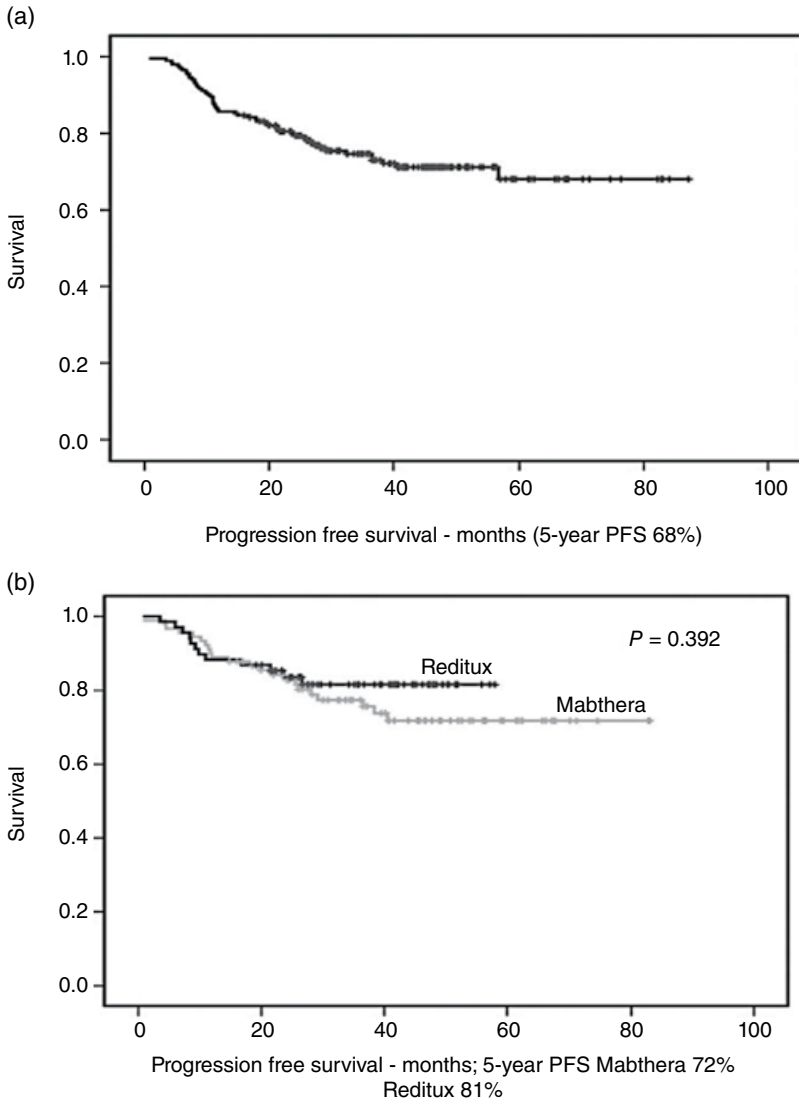 (a)
1.0
0.8
0.6
0.4
0.2
0.0
Survival
0 20 40 60 80 100
Progression free survival - months (5-year PFS 68%)
(b)
1.0
0.8
0.6
0.4
0.2
0.0
Survival
P = 0.392
Reditux
Mabthera
0 20 40 60 80 100
Progression free survival - months; 5-year PFS Mabthera 72%
Reditux 81%